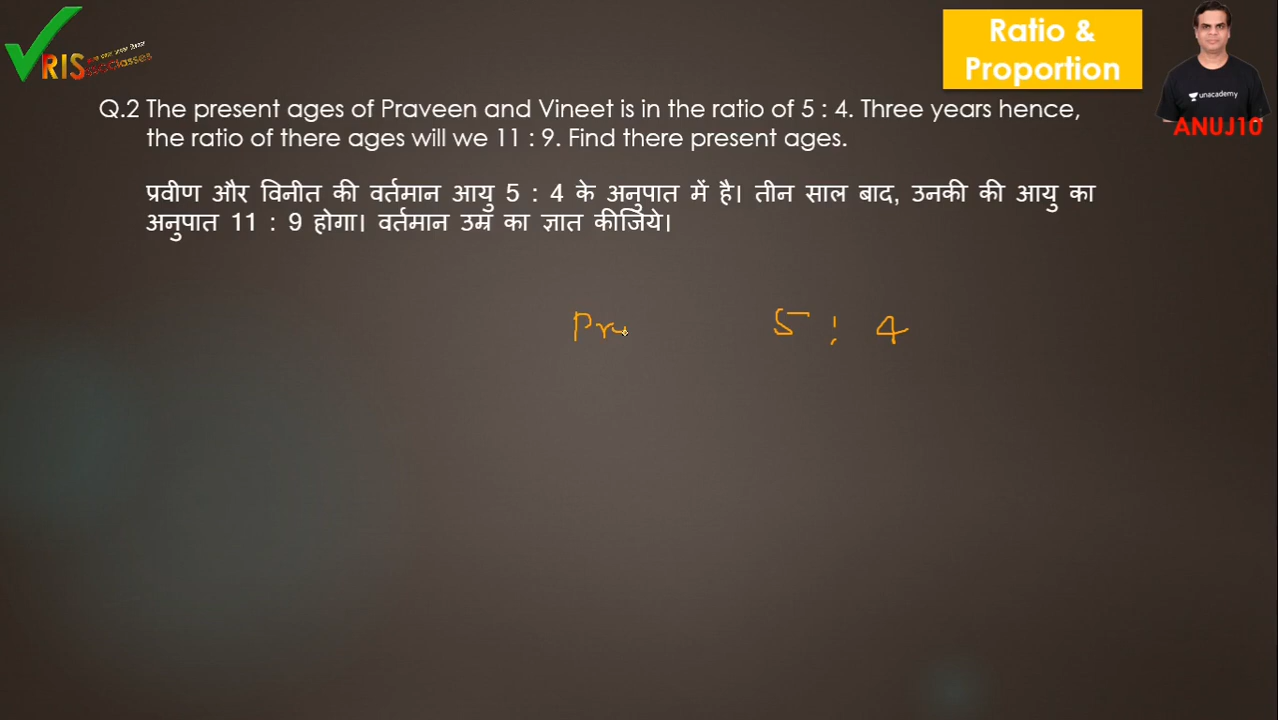 RIS
Ratio &
Proportion
unacademy
ANUJ10
Q.2 The present ages of Praveen and Vineet is in the ratio of 5 : 4. Three years hence,
the ratio of there ages will we 11 : 9. Find there present ages.
प्रवीण और विनीत की वर्तमान आयु 5 : 4 के अनुपात में है। तीन साल बाद, उनकी की आयु का
अनुपात 11 : 9 होगा। वर्तमान उम्र का ज्ञात कीजिये।
Pre 5 : 4